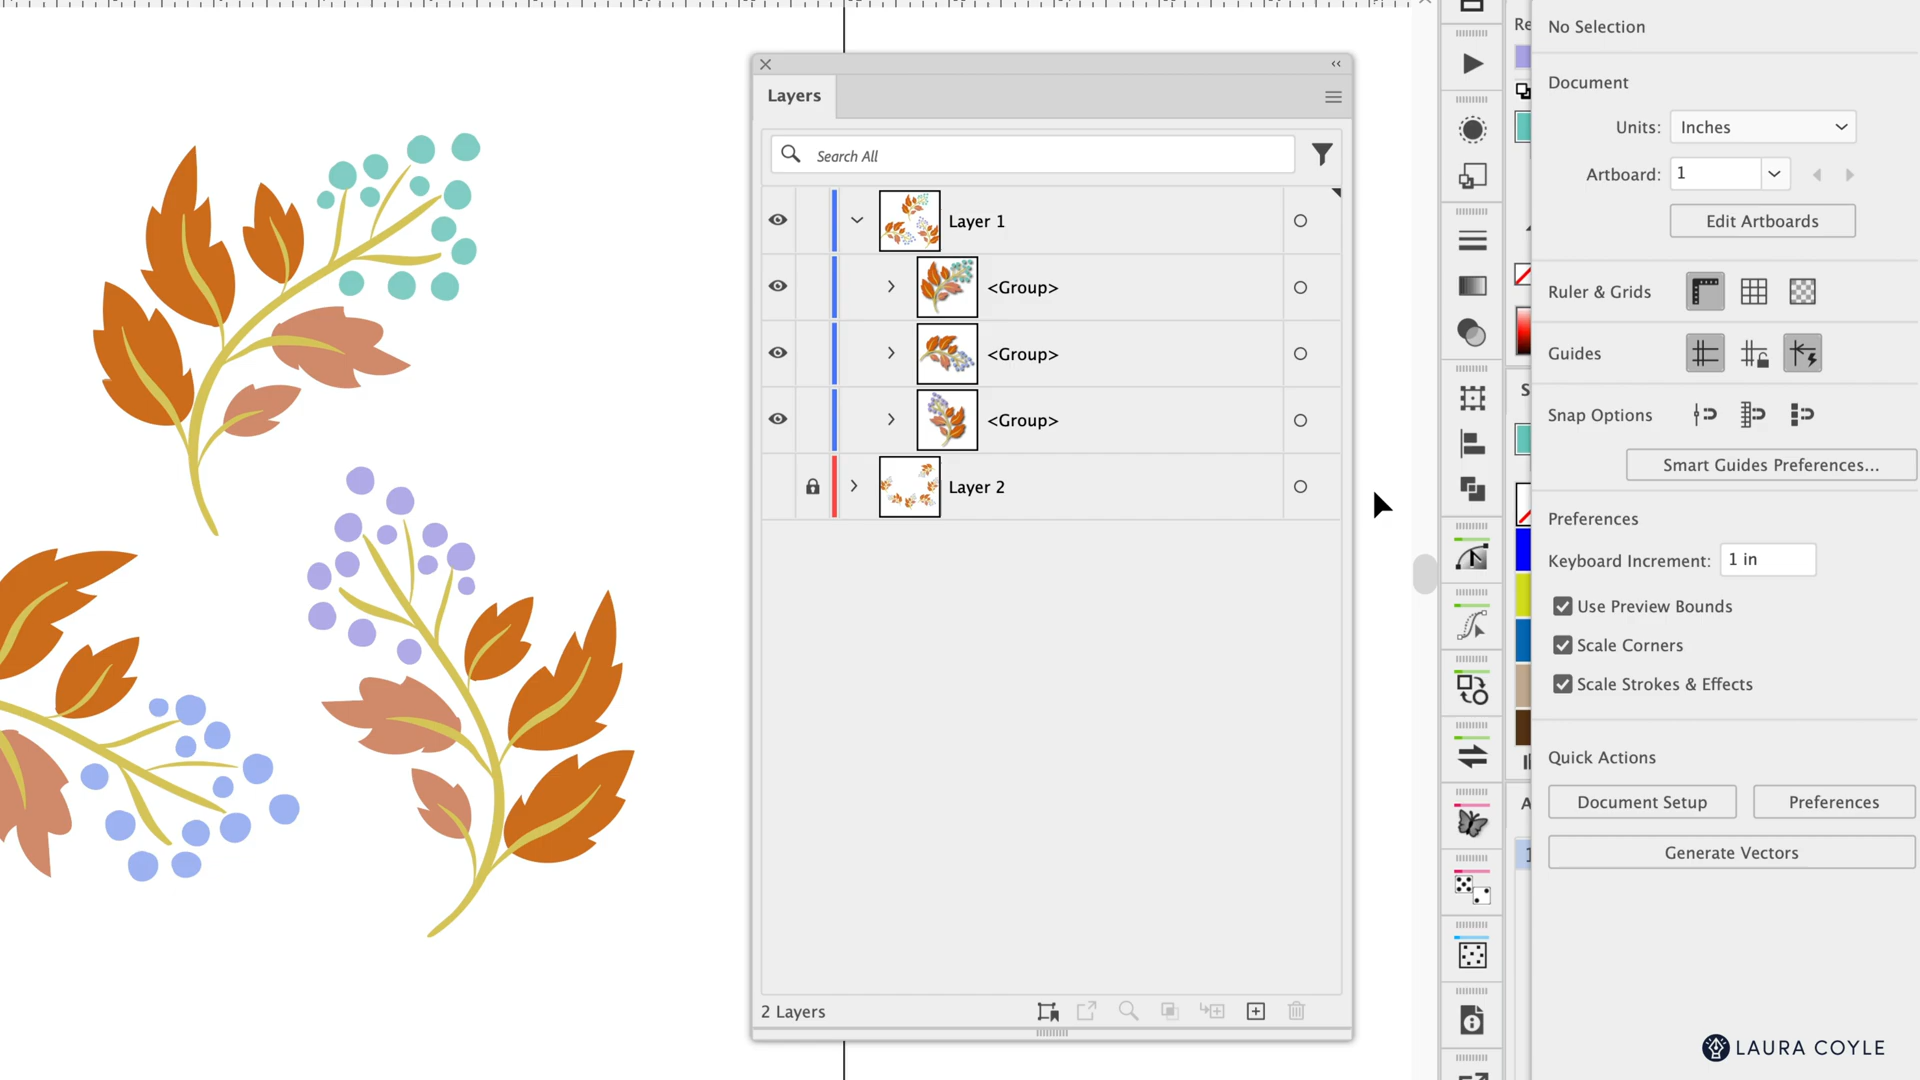 Layers
Search All
Layer 1
<Group>
<Group>
<Group>
Layer 2
2 Layers
Re
S
A
1
No Selection
Document
Units: Inches
Artboard: 1
Edit Artboards
Ruler & Grids
Guides
Snap Options
Smart Guides Preferences...
Preferences
Keyboard Increment: 1 in
Use Preview Bounds
Scale Corners
Scale Strokes & Effects
Quick Actions
Document Setup Preferences
Generate Vectors
LAURA COYLE